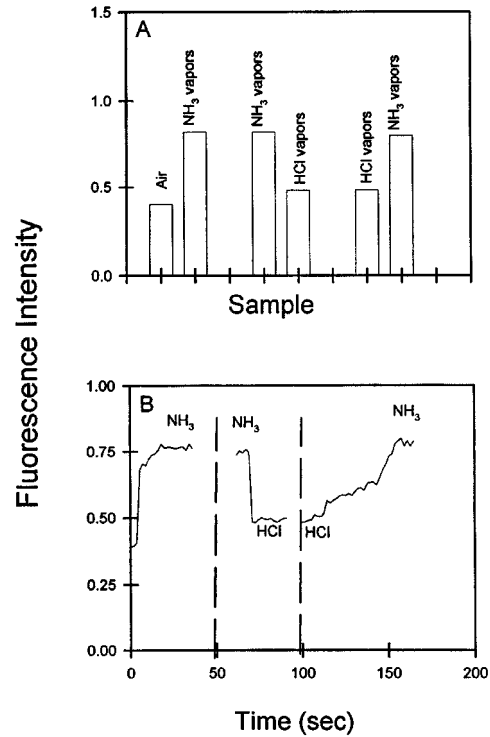 Fluorescence Intensity
A
1.5
1.0
0.5
0.0
Air
NH₃ vapors
NH₃ vapors
HCl vapors
HCl vapors
NH₃ vapors
Sample
B
1.00
0.75
0.50
0.25
0.00
NH₃
NH₃
HCl
HCl
NH₃
0 50 100 150 200
Time (sec)